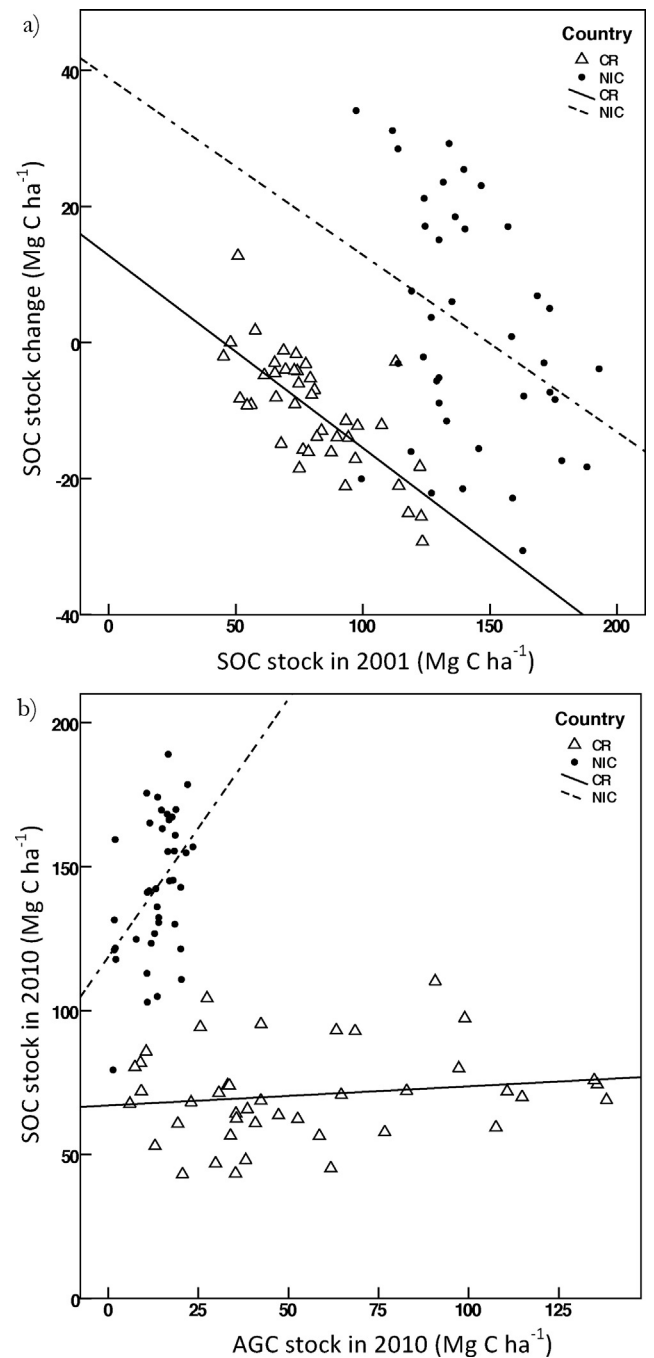 a)
Country
CR
NIC
CR
NIC
40
20
0
-20
-40
SOC stock change (Mg C ha⁻¹)
0 50 100 150 200
SOC stock in 2001 (Mg C ha⁻¹)
b)
Country
CR
NIC
CR
NIC
200
150
100
50
0
SOC stock in 2010 (Mg C ha⁻¹)
0 25 50 75 100 125
AGC stock in 2010 (Mg C ha⁻¹)